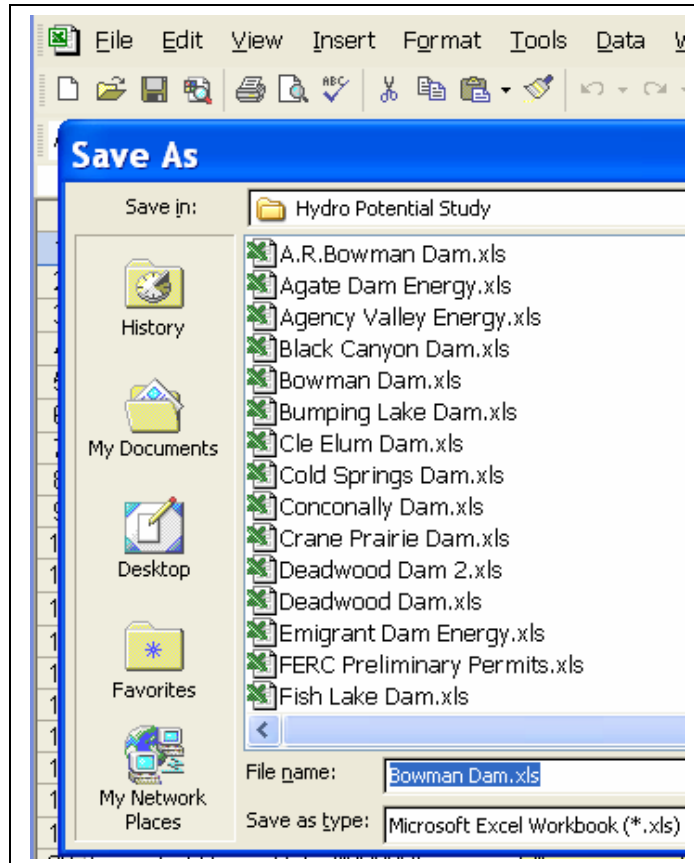 File Edit View Insert Format Tools Data
ABC
Save As
Save in: Hydro Potential Study
A.R.Bowman Dam.xls
Agate Dam Energy.xls
Agency Valley Energy.xls
Black Canyon Dam.xls
Bowman Dam.xls
Bumping Lake Dam.xls
Cle Elum Dam.xls
Cold Springs Dam.xls
Conconally Dam.xls
Crane Prairie Dam.xls
Deadwood Dam 2.xls
Deadwood Dam.xls
Emigrant Dam Energy.xls
FERC Preliminary Permits.xls
Fish Lake Dam.xls
History
My Documents
Desktop
Favorites
My Network
Places
File name: Bowman Dam.xls
Save as type: Microsoft Excel Workbook (*.xls)